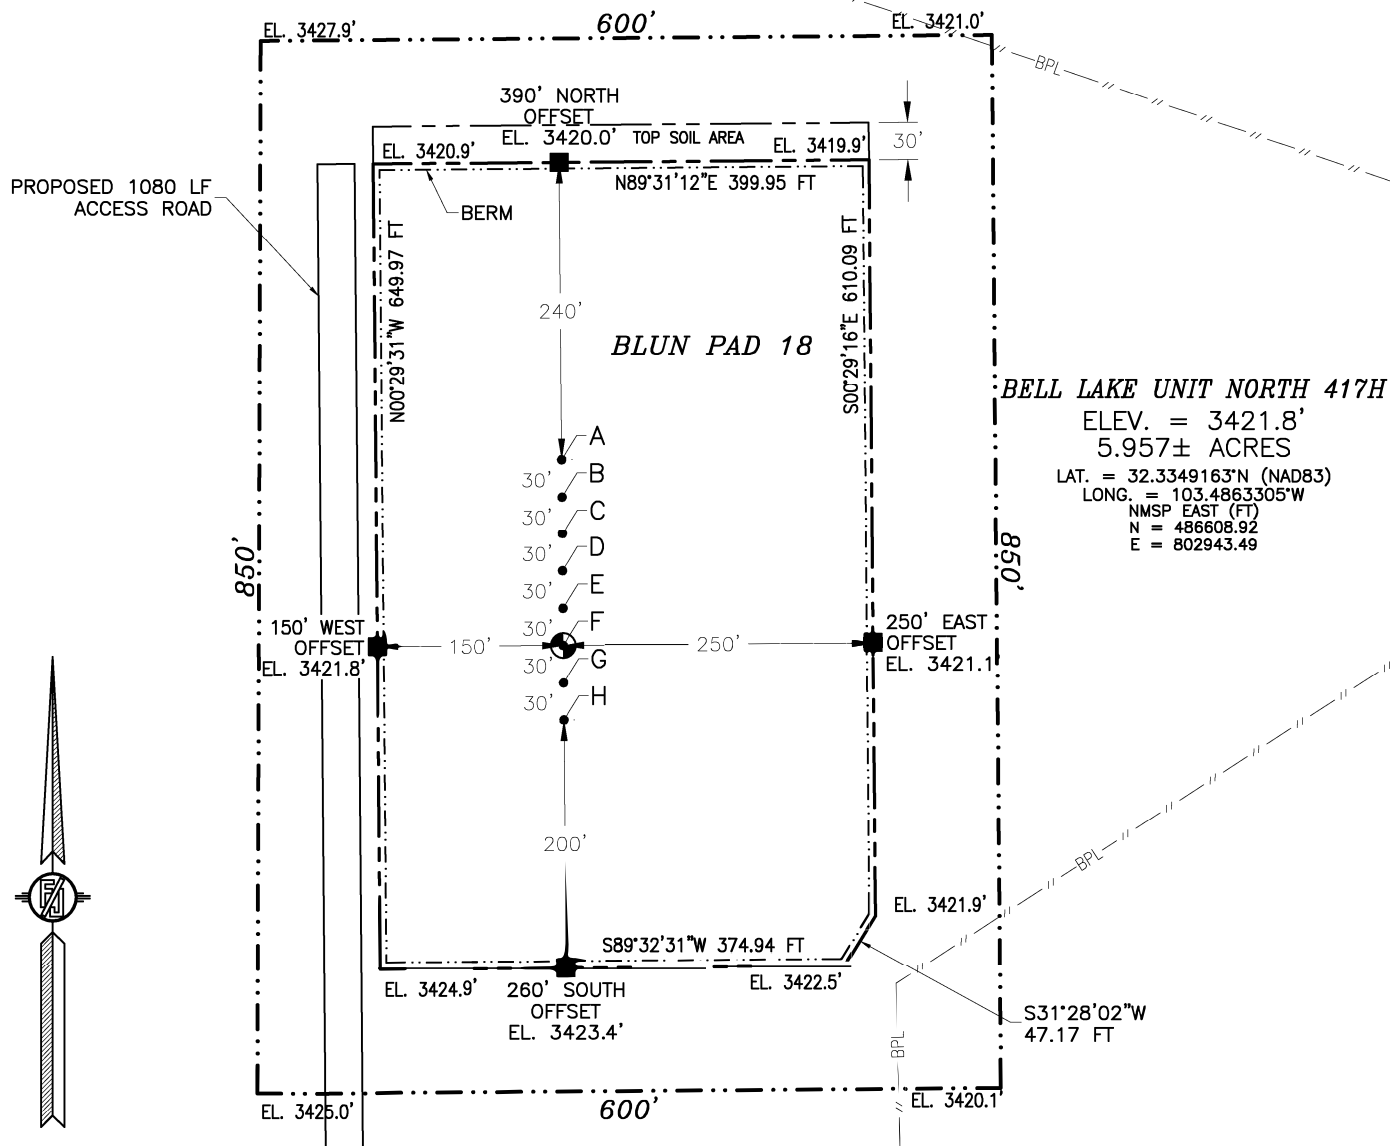 600'
EL. 3427.9'
EL. 3421.0'
BPL
390' NORTH
OFFSET
EL. 3420.0'
TOP SOIL AREA
30'
EL. 3420.9'
EL. 3419.9'
N89°31'12"E 399.95 FT
PROPOSED 1080 LF
ACCESS ROAD
BERM
N00°29'31"W 649.97 FT
S00°29'16"E 610.09 FT
240'
BLUN PAD 18
BELL LAKE UNIT NORTH 417H
ELEV. = 3421.8'
5.957± ACRES
LAT. = 32.3349163°N (NAD83)
LONG. = 103.4863305°W
NMSP EAST (FT)
N = 486608.92
E = 802943.49
A
30'
B
30'
C
30'
D
30'
E
30'
F
30'
G
30'
H
850'
850'
150' WEST
OFFSET
EL. 3421.8'
150'
250'
250' EAST
OFFSET
EL. 3421.1'
200'
BPL
EL. 3421.9'
S89°32'31"W 374.94 FT
EL. 3424.9'
260' SOUTH
OFFSET
EL. 3423.4'
EL. 3422.5'
S31°28'02"W
47.17 FT
BPL
EL. 3425.0'
600'
EL. 3420.1'